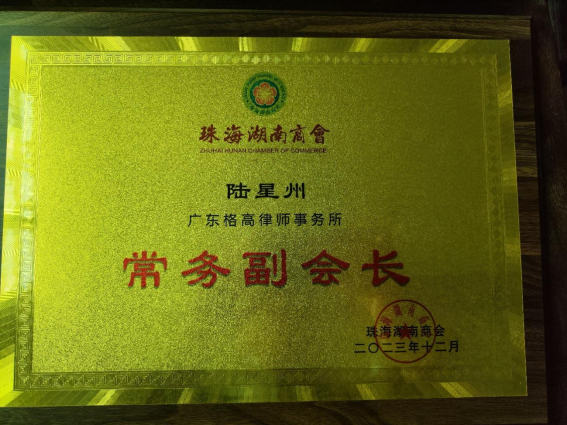 珠海湖南商會
ZHUHAI HUNAN CHAMBER OF COMMERCE
陆星州
广东格高律师事务所
常务副会长
珠海湖南商会
二〇二三年十二月